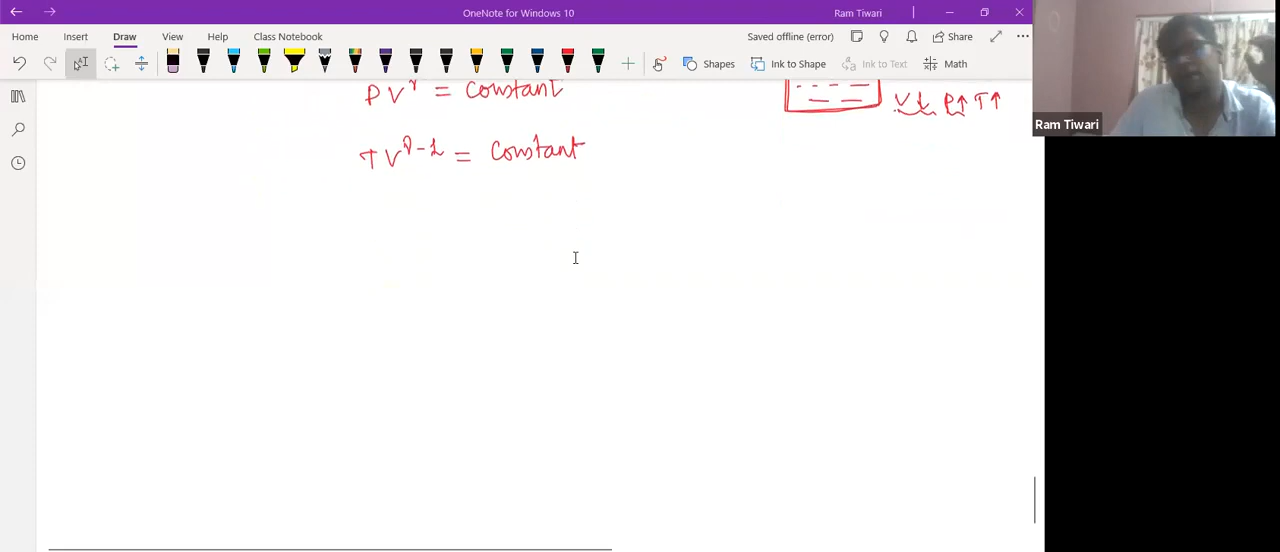 OneNote for Windows 10
Ram Tiwari
Home Insert Draw View Help Class Notebook
Saved offline (error)
Share
Shapes
Ink to Shape
Ink to Text
Math
PV^γ = Constant
V↓ P↑ T↑
TV^γ-1 = Constant
Ram Tiwari